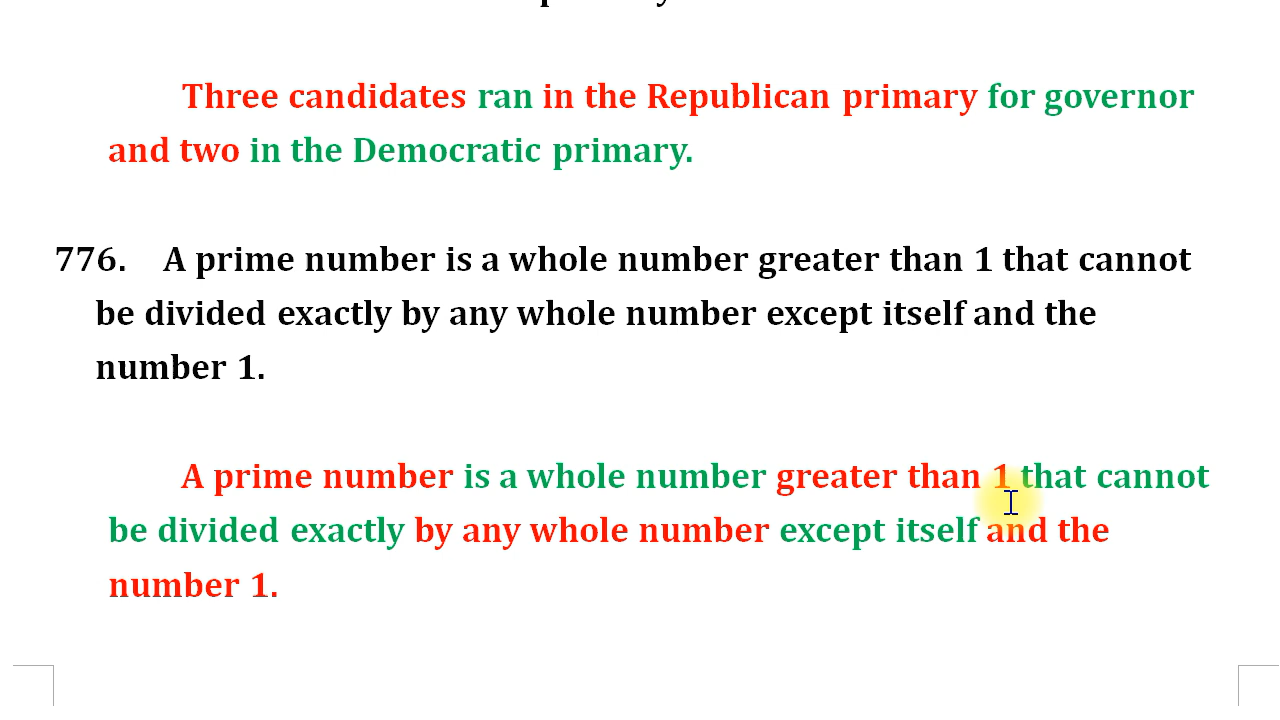 Three candidates ran in the Republican primary for governor
and two in the Democratic primary.
776. A prime number is a whole number greater than 1 that cannot
be divided exactly by any whole number except itself and the
number 1.
A prime number is a whole number greater than 1 that cannot
be divided exactly by any whole number except itself and the
number 1.